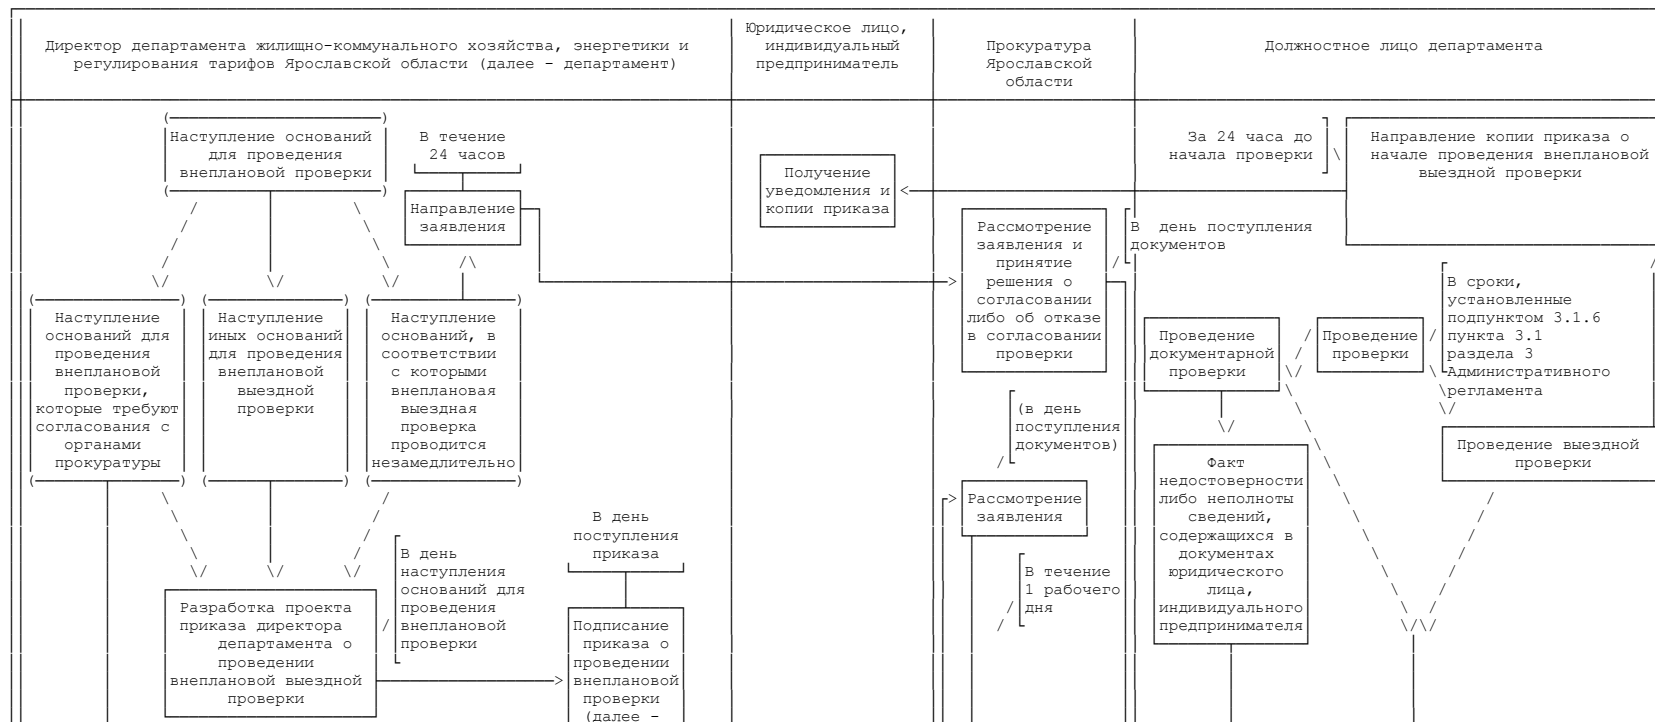 Директор департамента жилищно-коммунального хозяйства, энергетики и
регулирования тарифов Ярославской области (далее - департамент)
Юридическое лицо,
индивидуальный
предприниматель
Прокуратура
Ярославской
области
Должностное лицо департамента
Наступление оснований
для проведения
внеплановой проверки
В течение
24 часов
Направление
заявления
Получение
уведомления и
копии приказа
За 24 часа до
начала проверки
Направление копии приказа о
начале проведения внеплановой
выездной проверки
Рассмотрение
заявления и
принятие
решения о
согласовании
либо об отказе
в согласовании
проверки
В день поступления
документов
Наступление
оснований для
проведения
внеплановой
проверки,
которые требуют
согласования с
органами
прокуратуры
Наступление
иных оснований
для проведения
внеплановой
выездной
проверки
Наступление
оснований, в
соответствии
с которыми
внеплановая
выездная
проверка
проводится
незамедлительно
Проведение
документарной
проверки
Проведение
проверки
В сроки,
установленные
подпунктом 3.1.6
пункта 3.1
раздела 3
Административного
регламента
(в день
поступления
документов)
Проведение выездной
проверки
Факт
недостоверности
либо неполноты
сведений,
содержащихся в
документах
юридического
лица,
индивидуального
предпринимателя
Рассмотрение
заявления
В течение
1 рабочего
дня
В день
поступления
приказа
В день
наступления
оснований для
проведения
внеплановой
проверки
Разработка проекта
приказа директора
департамента о
проведении
внеплановой выездной
проверки
Подписание
приказа о
проведении
внеплановой
проверки
(далее -